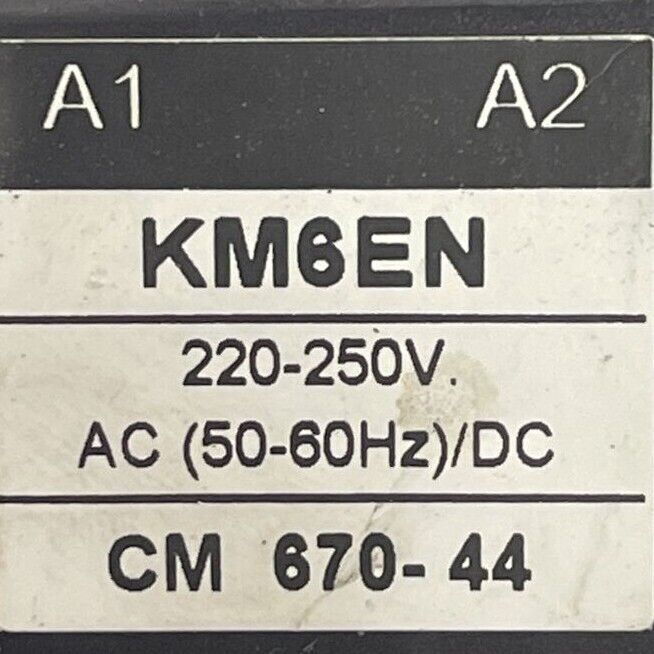 A1 A2
KM6EN
220-250V.
AC (50-60Hz)/DC
CM 670-44